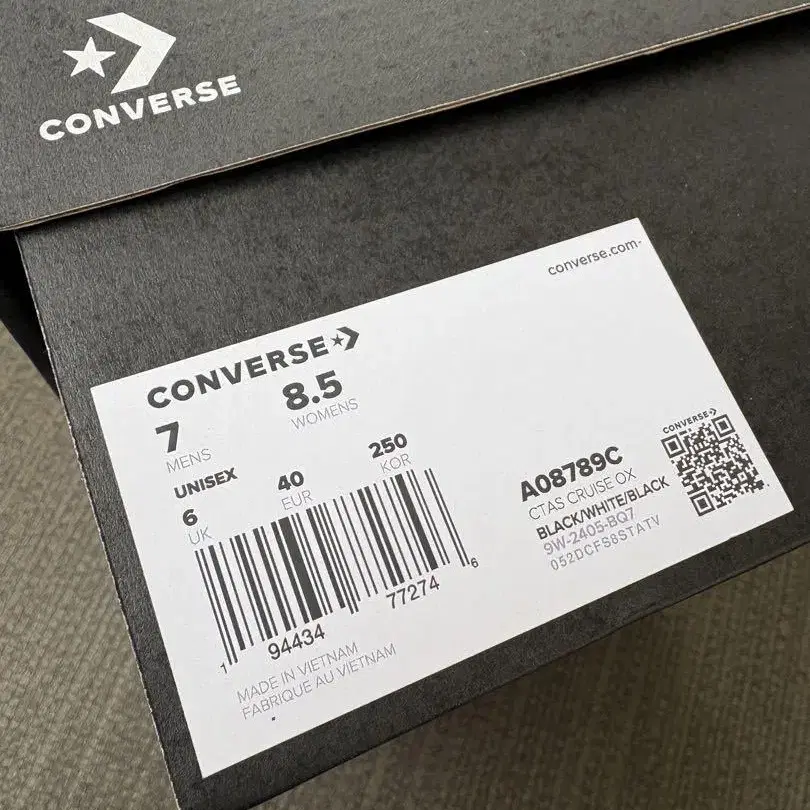 CONVERSE
converse.com
CONVERSE
7
MENS
8.5
WOMENS
UNISEX
6
UK
40
EUR
250
KOR
1 94434 77274 6
MADE IN VIETNAM
FABRIQUE AU VIETNAM
CONVERSE
A08789C
CTAS CRUISE OX
BLACK/WHITE/BLACK
9W-2405-BQ7
052DCFS6STATV